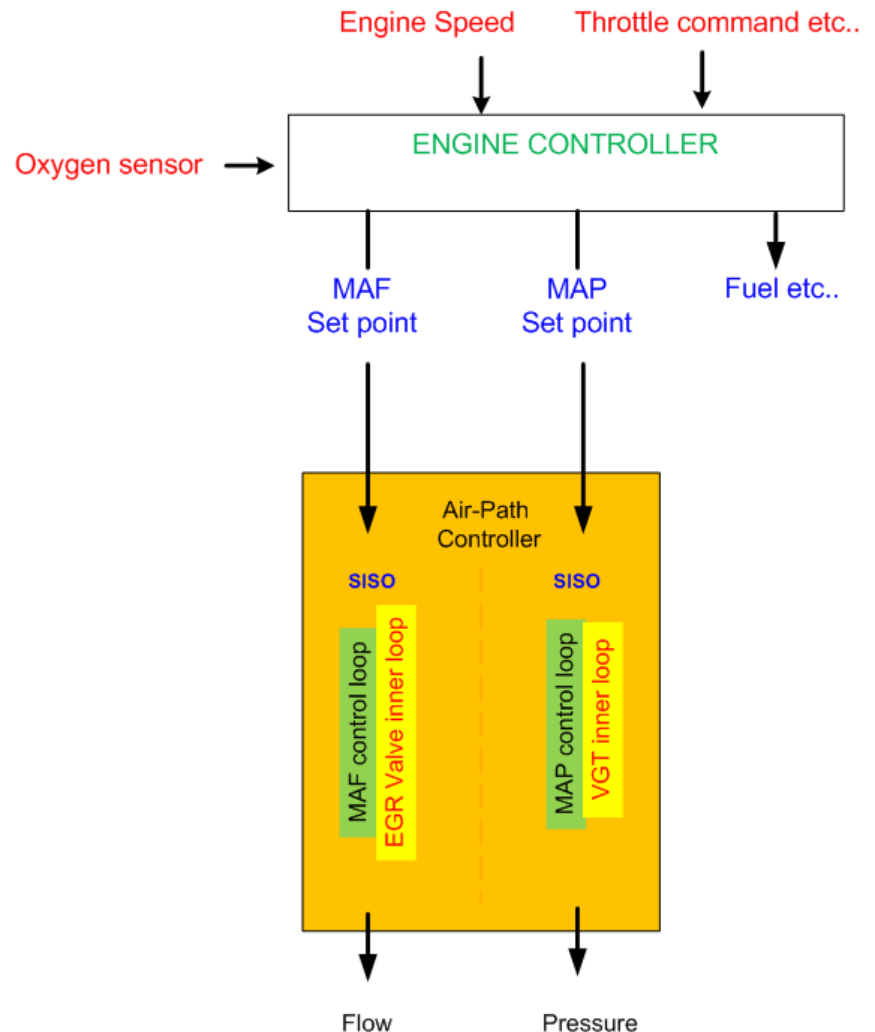 Engine Speed
Throttle command etc..
ENGINE CONTROLLER
Oxygen sensor
MAF
Set point
MAP
Set point
Fuel etc..
Air-Path
Controller
SISO
SISO
MAF control loop
EGR Valve inner loop
MAP control loop
VGT inner loop
Flow
Pressure